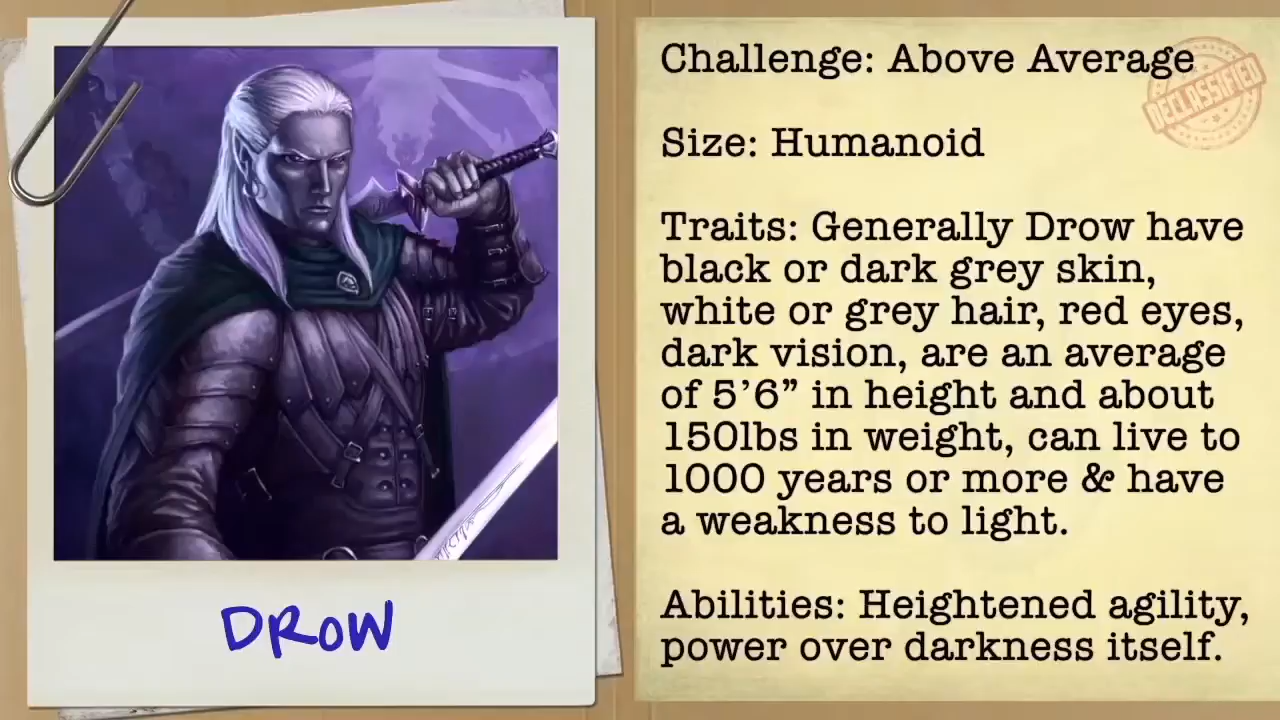 Challenge: Above Average
DECLASSIFIED
Size: Humanoid
Traits: Generally Drow have
black or dark grey skin,
white or grey hair, red eyes,
dark vision, are an average
of 5’6” in height and about
150lbs in weight, can live to
1000 years or more & have
a weakness to light.
Abilities: Heightened agility,
power over darkness itself.
DROW